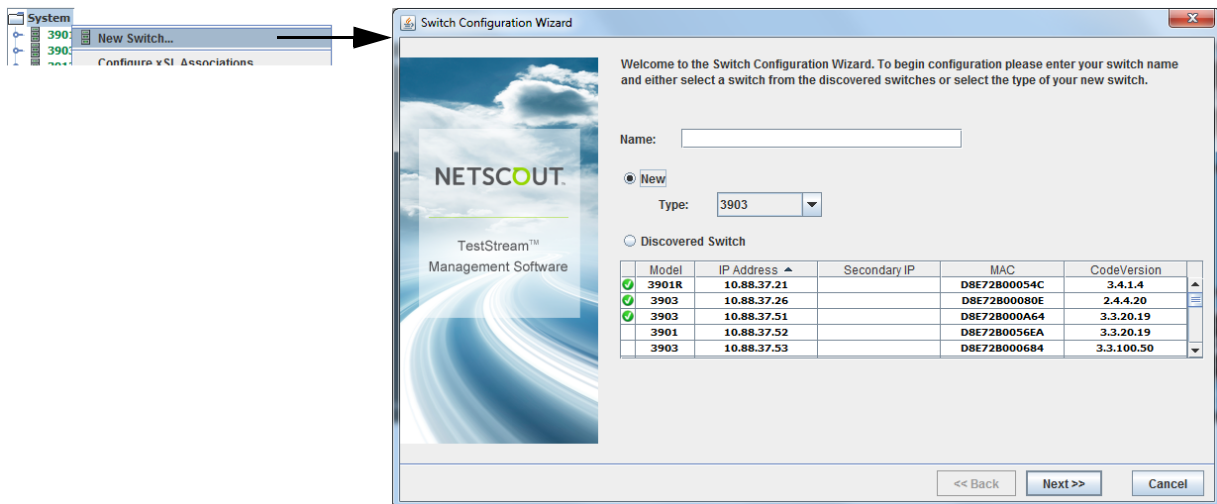 System
3901
New Switch...
3903
Configure xSL Associations
Switch Configuration Wizard
Welcome to the Switch Configuration Wizard. To begin configuration please enter your switch name
and either select a switch from the discovered switches or select the type of your new switch.
Name:
NETSCOUT
TestStream™
Management Software
New
Type: 3903
Discovered Switch
Model IP Address Secondary IP MAC CodeVersion
3901R 10.88.37.21 D8E72B00054C 3.4.1.4
3903 10.88.37.26 D8E72B00080E 2.4.4.20
3903 10.88.37.51 D8E72B000A64 3.3.20.19
3901 10.88.37.52 D8E72B0056EA 3.3.20.19
3903 10.88.37.53 D8E72B000684 3.3.100.50
<< Back Next >> Cancel